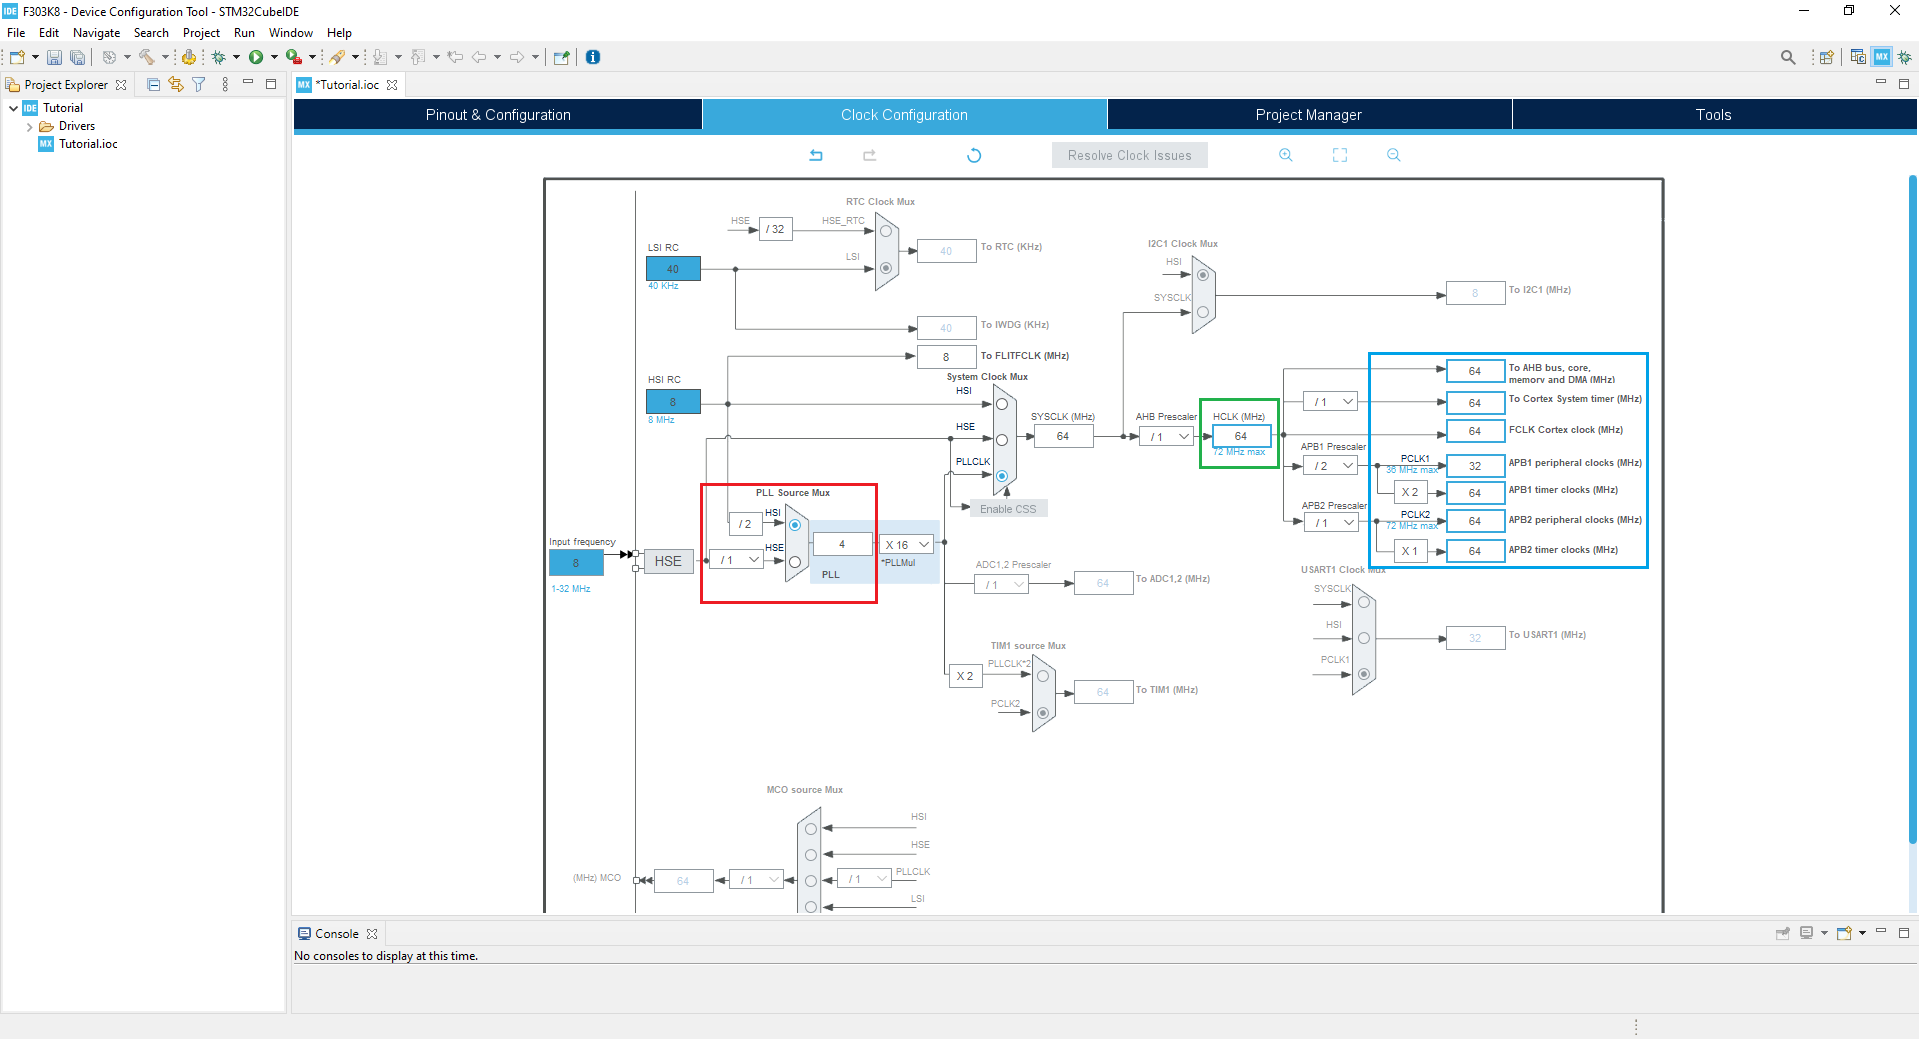 IDE F303K8 - Device Configuration Tool - STM32CubeIDE
File Edit Navigate Search Project Run Window Help
MX
Project Explorer
MX *Tutorial.ioc
IDE Tutorial
Drivers
MX Tutorial.ioc
Pinout & Configuration
Clock Configuration
Project Manager
Tools
Resolve Clock Issues
RTC Clock Mux
HSE
/ 32
HSE_RTC
LSI
40
To RTC (KHz)
LSI RC
40
40 KHz
40
To IWDG (KHz)
8
To FLITFCLK (MHz)
HSI RC
8
8 MHz
System Clock Mux
HSI
HSE
PLLCLK
Enable CSS
SYSCLK (MHz)
64
AHB Prescaler
/ 1
HCLK (MHz)
64
72 MHz max
I2C1 Clock Mux
HSI
SYSCLK
8
To I2C1 (MHz)
64
To AHB bus, core,
memory and DMA (MHz)
/ 1
64
To Cortex System timer (MHz)
64
FCLK Cortex clock (MHz)
APB1 Prescaler
/ 2
PCLK1
36 MHz max
32
APB1 peripheral clocks (MHz)
X 2
64
APB1 timer clocks (MHz)
APB2 Prescaler
/ 1
PCLK2
72 MHz max
64
APB2 peripheral clocks (MHz)
X 1
64
APB2 timer clocks (MHz)
PLL Source Mux
/ 2
HSI
/ 1
HSE
4
PLL
X 16
*PLLMul
Input frequency
8
1-32 MHz
HSE
ADC1,2 Prescaler
/ 1
64
To ADC1,2 (MHz)
USART1 Clock Mux
SYSCLK
HSI
PCLK1
32
To USART1 (MHz)
TIM1 source Mux
X 2
PLLCLK*2
PCLK2
64
To TIM1 (MHz)
MCO source Mux
HSI
HSE
PLLCLK
/ 1
LSI
(MHz) MCO
64
/ 1
Console
No consoles to display at this time.